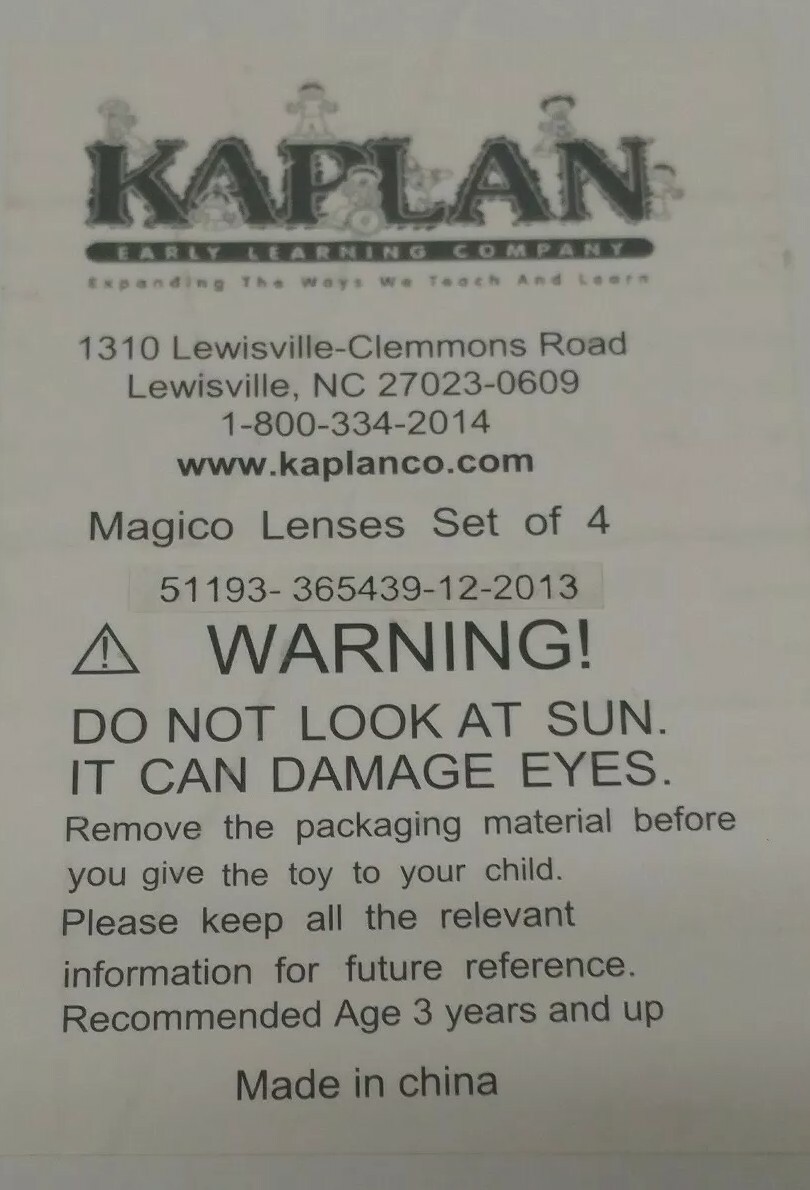 KAPLAN
EARLY LEARNING COMPANY
Expanding The Ways We Teach And Learn
1310 Lewisville-Clemmons Road
Lewisville, NC 27023-0609
1-800-334-2014
www.kaplanco.com
Magico Lenses Set of 4
51193- 365439-12-2013
WARNING!
DO NOT LOOK AT SUN.
IT CAN DAMAGE EYES.
Remove the packaging material before
you give the toy to your child.
Please keep all the relevant
information for future reference.
Recommended Age 3 years and up
Made in china